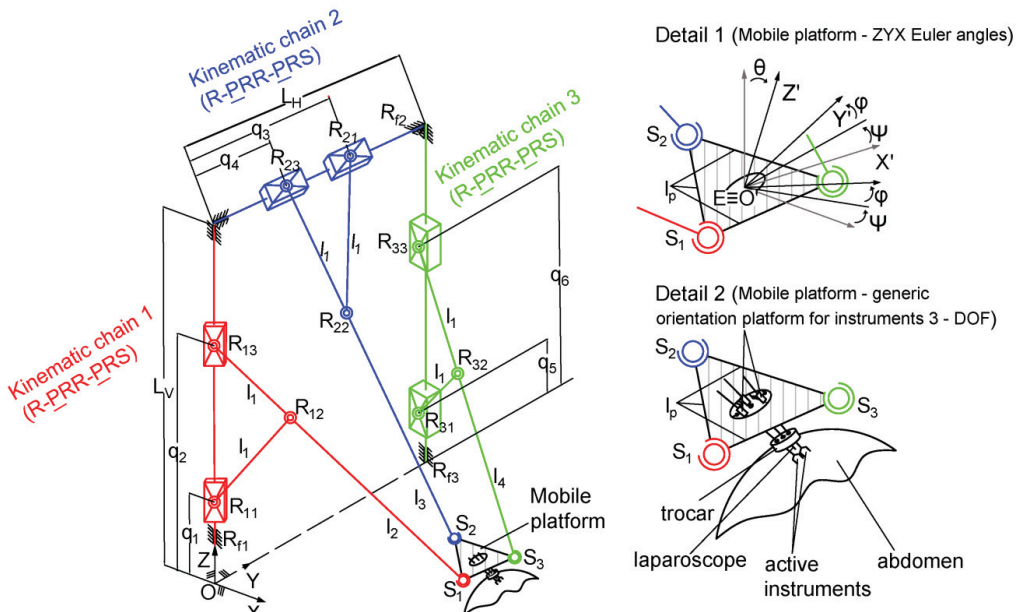 Kinematic chain 1
(R-PRR-PRS)
Kinematic chain 2
(R-PRR-PRS)
Kinematic chain 3
(R-PRR-PRS)
L_H
q_3
q_4
R_21
R_23
R_f2
l_1
l_1
R_22
L_V
q_2
q_1
R_13
l_1
R_12
l_1
R_11
R_f1
Z
Y
O
X
R_33
q_6
l_1
R_32
l_1
q_5
R_31
R_f3
l_4
l_3
l_2
Mobile
platform
S_2
S_3
S_1
Detail 1 (Mobile platform - ZYX Euler angles)
θ
Z'
Y'
φ
Ψ
X'
S_2
l_p
E≡O'
φ
Ψ
S_1
Detail 2 (Mobile platform - generic
orientation platform for instruments 3 - DOF)
S_2
l_p
S_3
S_1
trocar
laparoscope
active
instruments
abdomen